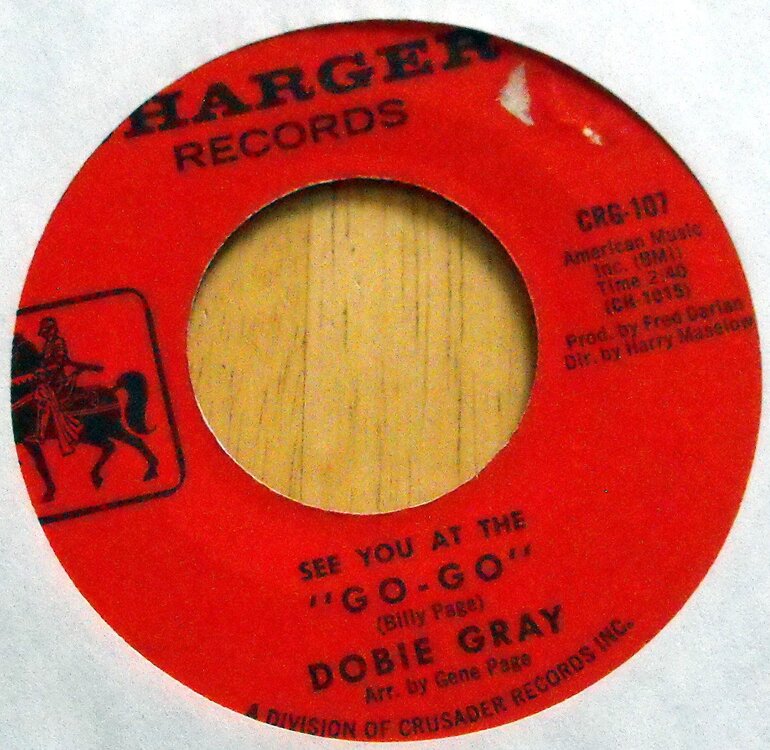 HARGER
RECORDS
CRG-107
American Music
Inc. (BMI)
Time 2:40
(CR-1015)
Prod. by Fred Darian
Dir. by Harry Maselow
SEE YOU AT THE
"GO-GO"
(Billy Page)
DOBIE GRAY
Arr. by Gene Page
A DIVISION OF CRUSADER RECORDS INC.